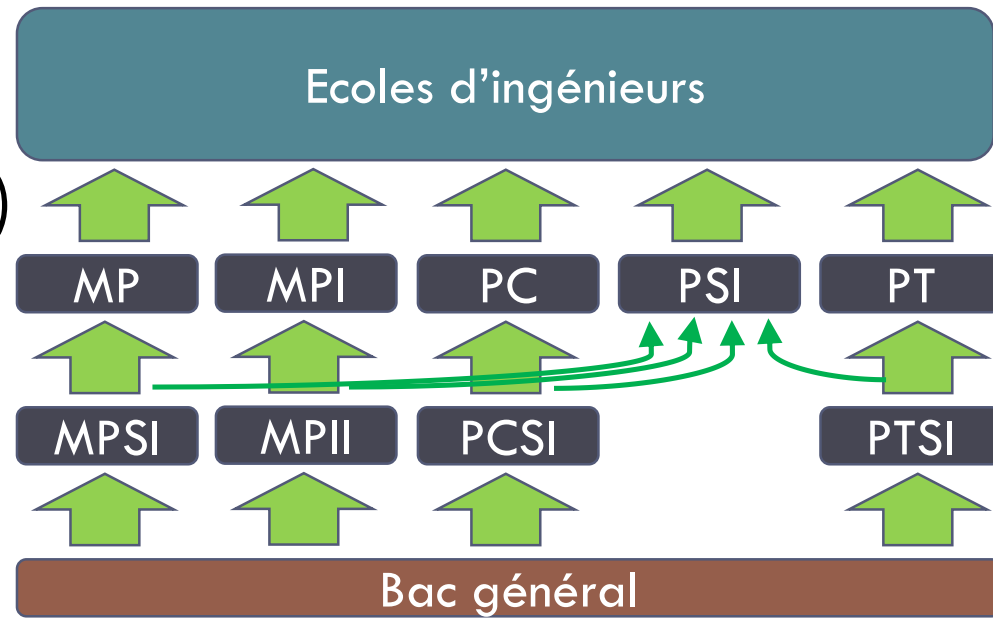 Ecoles d'ingénieurs
)
MP MPI PC PSI PT
MPSI MPII PCSI PTSI
Bac général